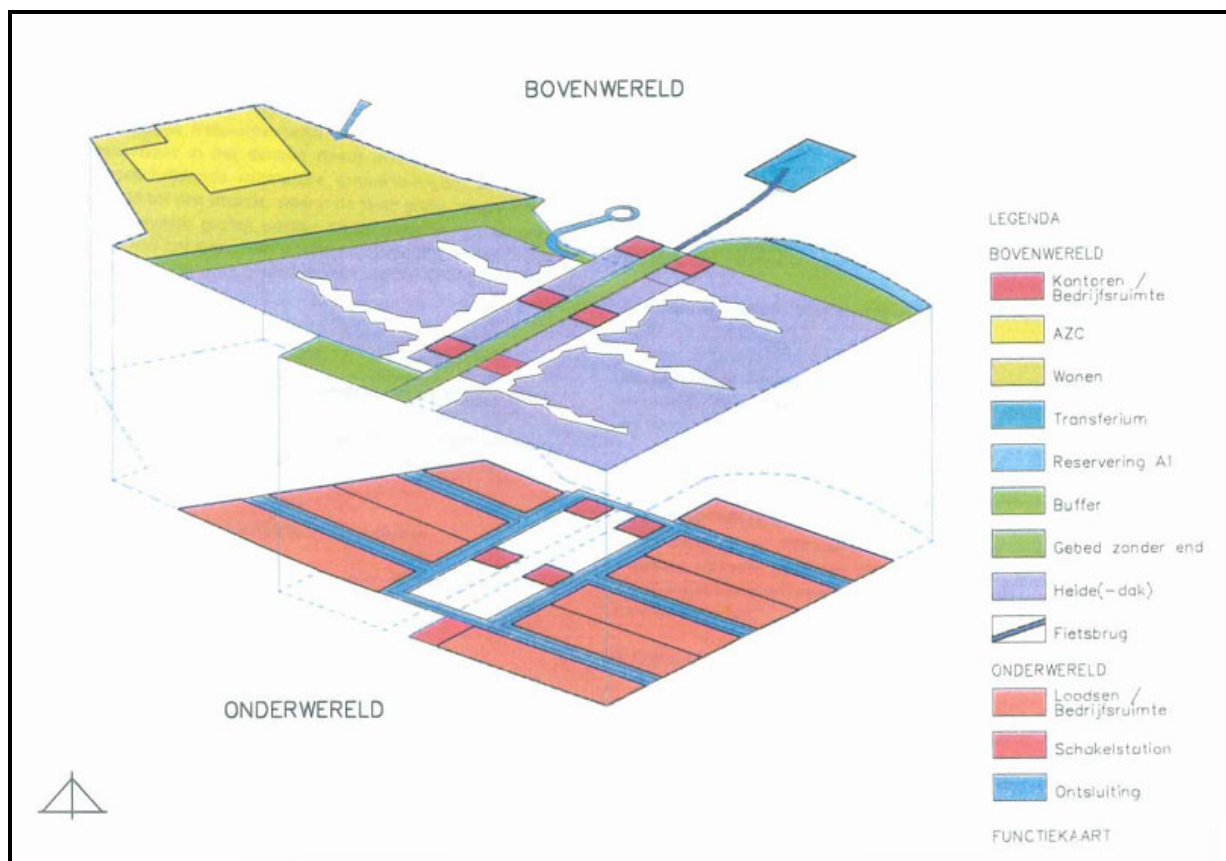 BOVENWERELD
ONDERWERELD
LEGENDA
BOVENWERELD
Kantoren /
Bedrijfsruimte
AZC
Wonen
Transferium
Reservering A1
Buffer
Gebed zonder end
Heide(-dak)
Fietsbrug
ONDERWERELD
Loodsen /
Bedrijfsruimte
Schakelstation
Ontsluiting
FUNCTIEKAART